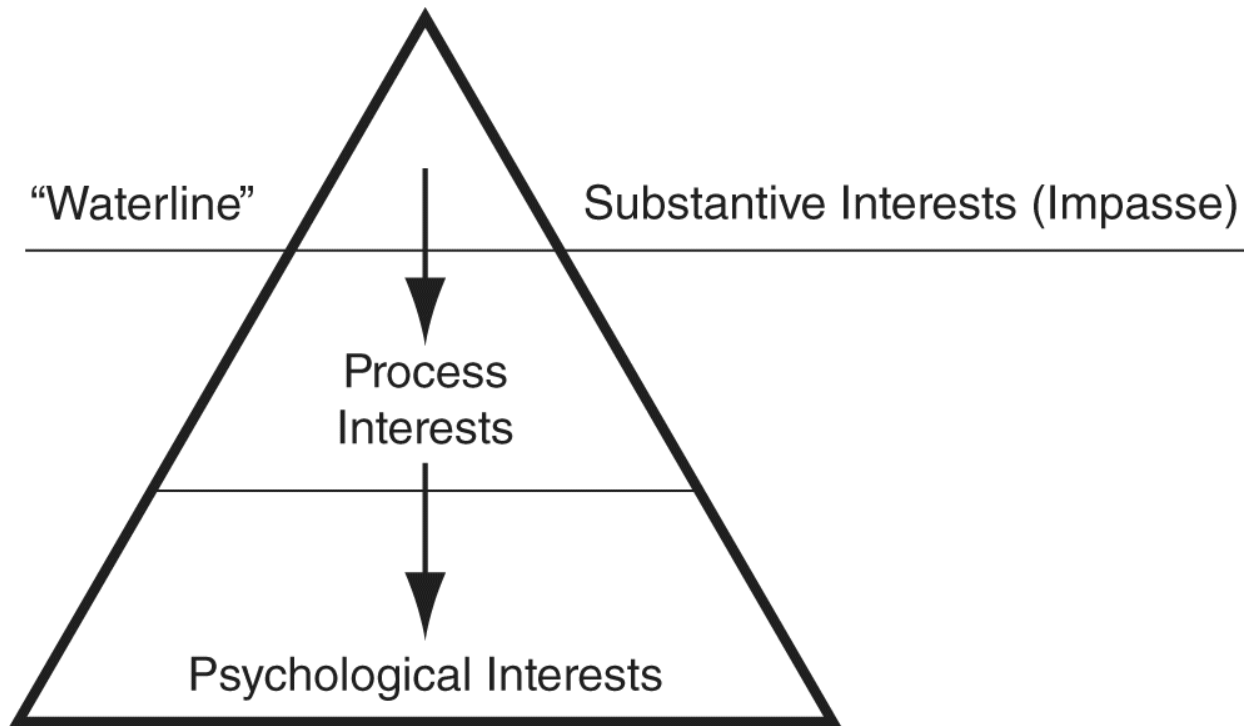 “Waterline”
Substantive Interests (Impasse)
Process
Interests
Psychological Interests